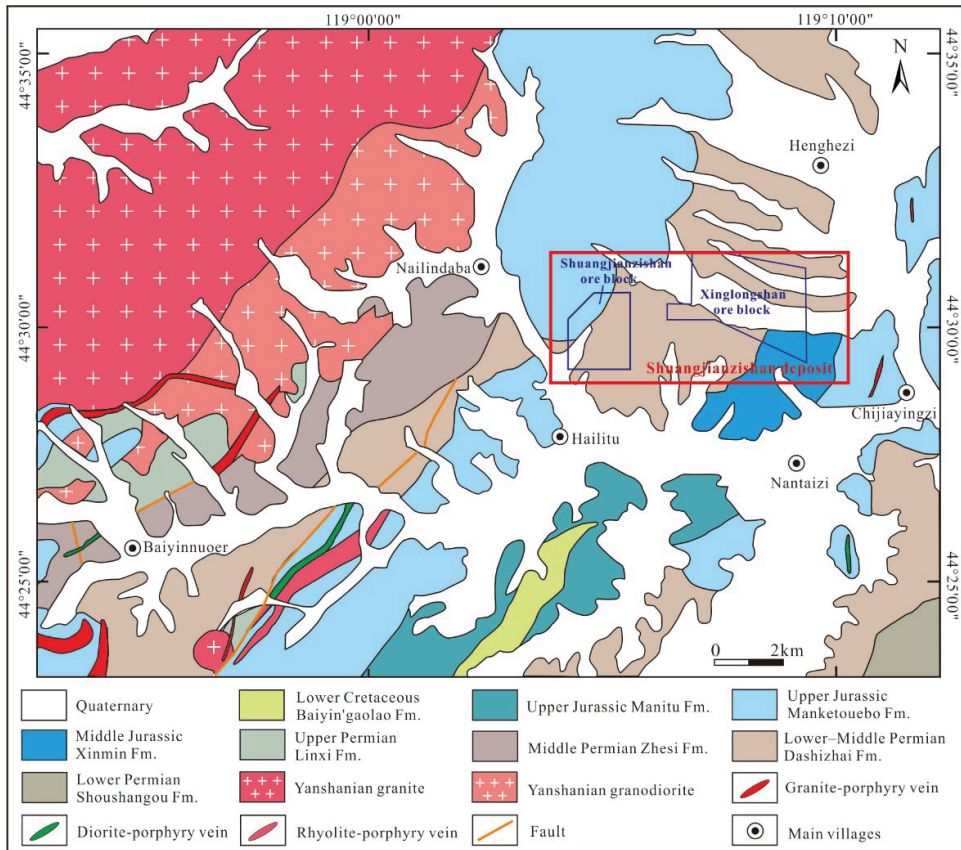 119°00'00"
119°10'00"
44°35'00"
44°35'00"
N
Henghezi
Nailindaba
Shuangjianzishan
ore block
Xinglongshan
ore block
44°30'00"
44°30'00"
Shuangjianzishan deposit
Chijiayingzi
Hailitu
Nantaizi
Baiyinnuoer
44°25'00"
44°25'00"
0 2km
Quaternary
Lower Cretaceous
Baiyin'gaolao Fm.
Upper Jurassic Manitu Fm.
Upper Jurassic
Manketouebo Fm.
Middle Jurassic
Xinmin Fm.
Upper Permian
Linxi Fm.
Middle Permian Zhesi Fm.
Lower–Middle Permian
Dashizhai Fm.
Lower Permian
Shoushangou Fm.
Yanshanian granite
Yanshanian granodiorite
Granite-porphyry vein
Diorite-porphyry vein
Rhyolite-porphyry vein
Fault
Main villages